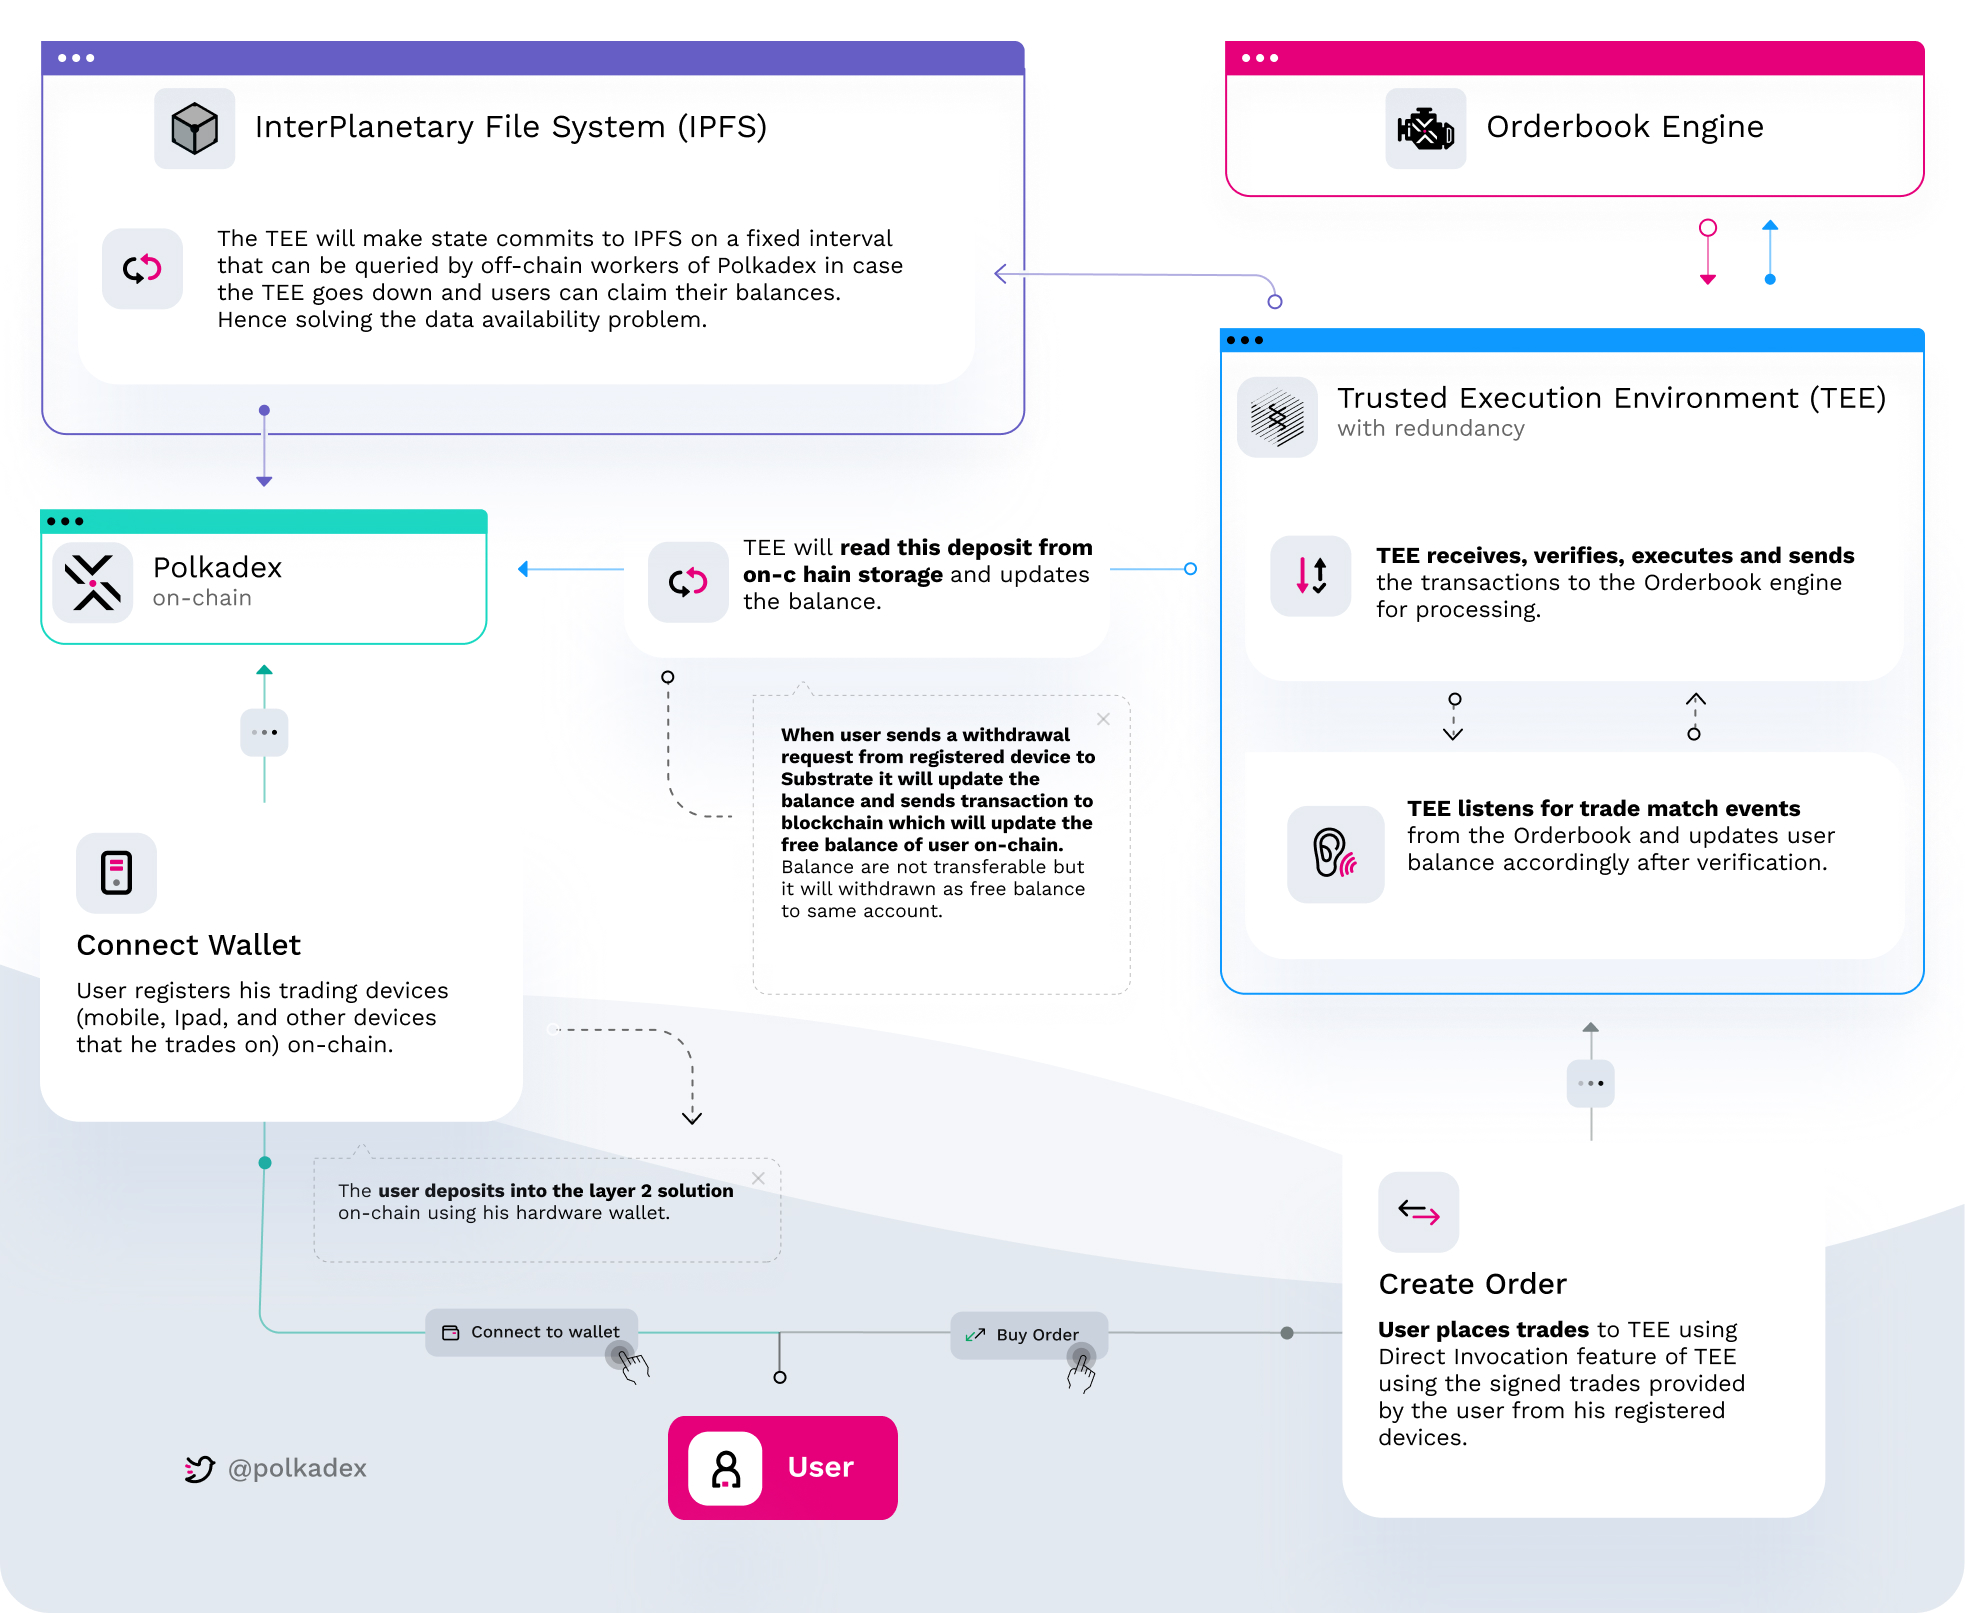 InterPlanetary File System (IPFS)
The TEE will make state commits to IPFS on a fixed interval
that can be queried by off-chain workers of Polkadex in case
the TEE goes down and users can claim their balances.
Hence solving the data availability problem.
Orderbook Engine
Trusted Execution Environment (TEE)
with redundancy
TEE receives, verifies, executes and sends
the transactions to the Orderbook engine
for processing.
TEE listens for trade match events
from the Orderbook and updates user
balance accordingly after verification.
Polkadex
on-chain
TEE will read this deposit from
on-c hain storage and updates
the balance.
When user sends a withdrawal
request from registered device to
Substrate it will update the
balance and sends transaction to
blockchain which will update the
free balance of user on-chain.
Balance are not transferable but
it will withdrawn as free balance
to same account.
Connect Wallet
User registers his trading devices
(mobile, Ipad, and other devices
that he trades on) on-chain.
The user deposits into the layer 2 solution
on-chain using his hardware wallet.
Connect to wallet
Buy Order
Create Order
User places trades to TEE using
Direct Invocation feature of TEE
using the signed trades provided
by the user from his registered
devices.
User
@polkadex